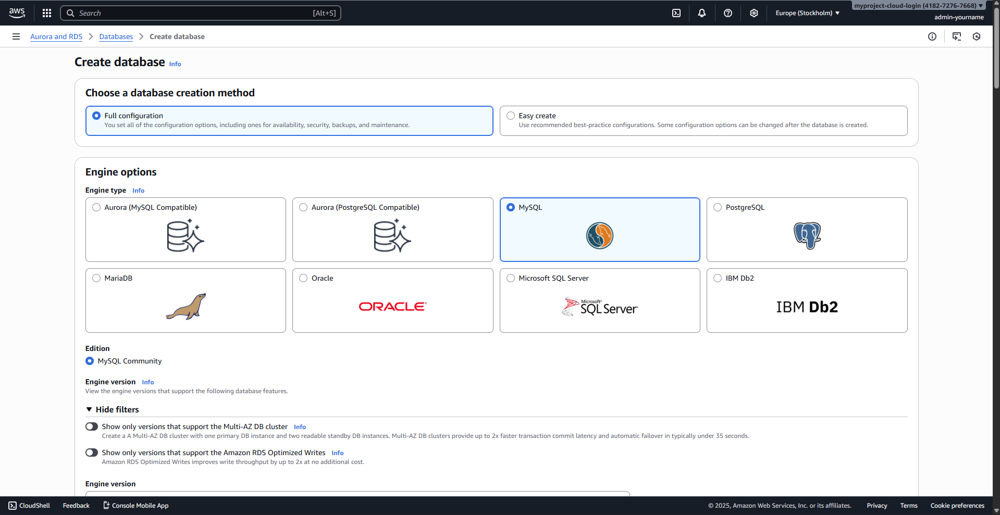 aws
Search [Alt+S]
Europe (Stockholm)
myproject-cloud-login (4182-7276-7668)
admin-yourname
Aurora and RDS
Databases
Create database
Create database Info
Choose a database creation method
Full configuration
You set all of the configuration options, including ones for availability, security, backups, and maintenance.
Easy create
Use recommended best-practice configurations. Some configuration options can be changed after the database is created.
Engine options
Engine type Info
Aurora (MySQL Compatible)
Aurora (PostgreSQL Compatible)
MySQL
PostgreSQL
MariaDB
Oracle
ORACLE
Microsoft SQL Server
Microsoft
SQL Server
IBM Db2
IBM Db2
Edition
MySQL Community
Engine version Info
View the engine versions that support the following database features.
Hide filters
Show only versions that support the Multi-AZ DB cluster Info
Create a A Multi-AZ DB cluster with one primary DB instance and two readable standby DB instances. Multi-AZ DB clusters provide up to 2x faster transaction commit latency and automatic failover in typically under 35 seconds.
Show only versions that support the Amazon RDS Optimized Writes Info
Amazon RDS Optimized Writes improves write throughput by up to 2x at no additional cost.
Engine version
CloudShell
Feedback
Console Mobile App
© 2025, Amazon Web Services, Inc. or its affiliates.
Privacy
Terms
Cookie preferences